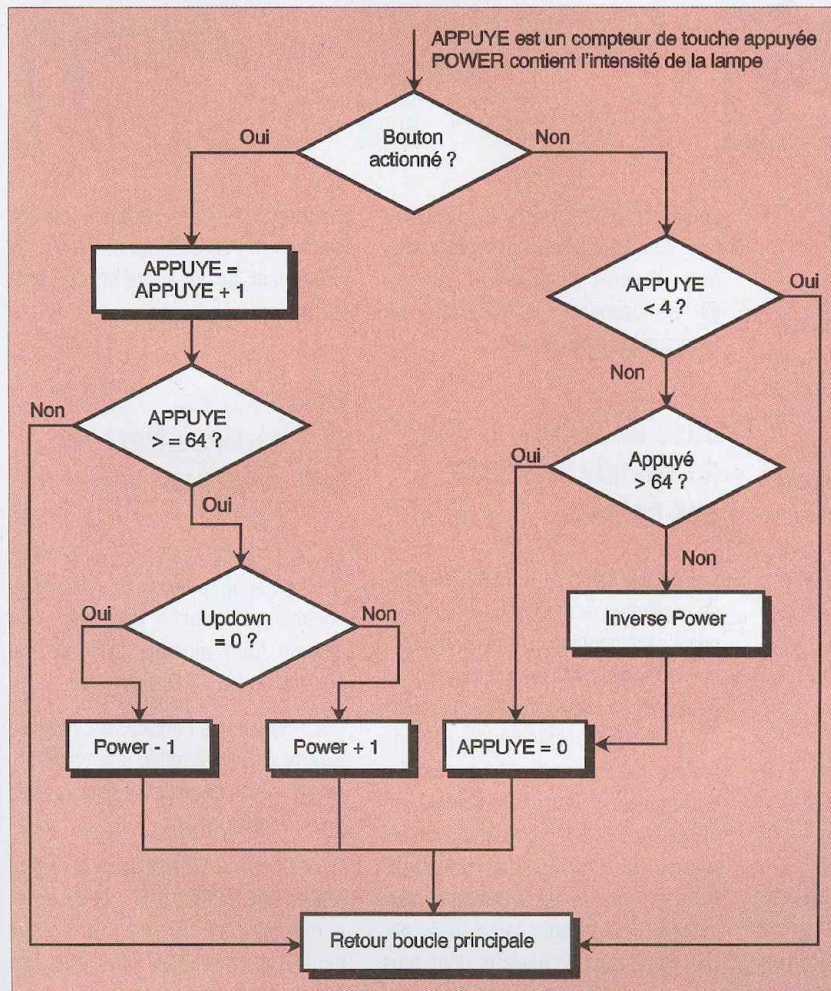 APPUYE est un compteur de touche appuyée
POWER contient l'intensité de la lampe
Bouton
actionné ?
Oui
Non
APPUYE =
APPUYE + 1
APPUYE
< 4 ?
Oui
Non
APPUYE
> = 64 ?
Non
Oui
Appuyé
> 64 ?
Oui
Non
Updown
= 0 ?
Oui
Non
Inverse Power
Power - 1
Power + 1
APPUYE = 0
Retour boucle principale